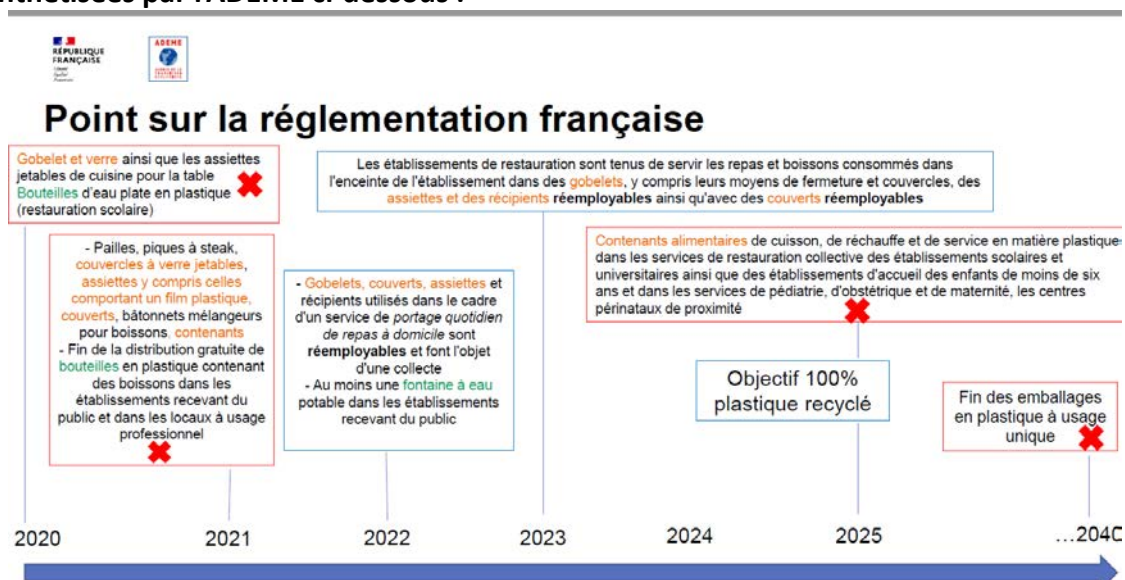 nthétisées par l'ADEME ci-dessous :
RÉPUBLIQUE
FRANÇAISE
Liberté
Égalité
Fraternité
ADEME
Point sur la réglementation française
Gobelet et verre ainsi que les assiettes
jetables de cuisine pour la table
Bouteilles d'eau plate en plastique
(restauration scolaire)
Les établissements de restauration sont tenus de servir les repas et boissons consommés dans
l'enceinte de l'établissement dans des gobelets, y compris leurs moyens de fermeture et couvercles, des
assiettes et des récipients réemployables ainsi qu'avec des couverts réemployables
- Pailles, piques à steak,
couvercles à verre jetables,
assiettes y compris celles
comportant un film plastique,
couverts, bâtonnets mélangeurs
pour boissons, contenants
- Fin de la distribution gratuite de
bouteilles en plastique contenant
des boissons dans les
établissements recevant du
public et dans les locaux à usage
professionnel
- Gobelets, couverts, assiettes et
récipients utilisés dans le cadre
d'un service de portage quotidien
de repas à domicile sont
réemployables et font l'objet
d'une collecte
- Au moins une fontaine à eau
potable dans les établissements
recevant du public
Contenants alimentaires de cuisson, de réchauffe et de service en matière plastique
dans les services de restauration collective des établissements scolaires et
universitaires ainsi que des établissements d'accueil des enfants de moins de six
ans et dans les services de pédiatrie, d'obstétrique et de maternité, les centres
périnataux de proximité
Objectif 100%
plastique recyclé
Fin des emballages
en plastique à usage
unique
2020
2021
2022
2023
2024
2025
…2040